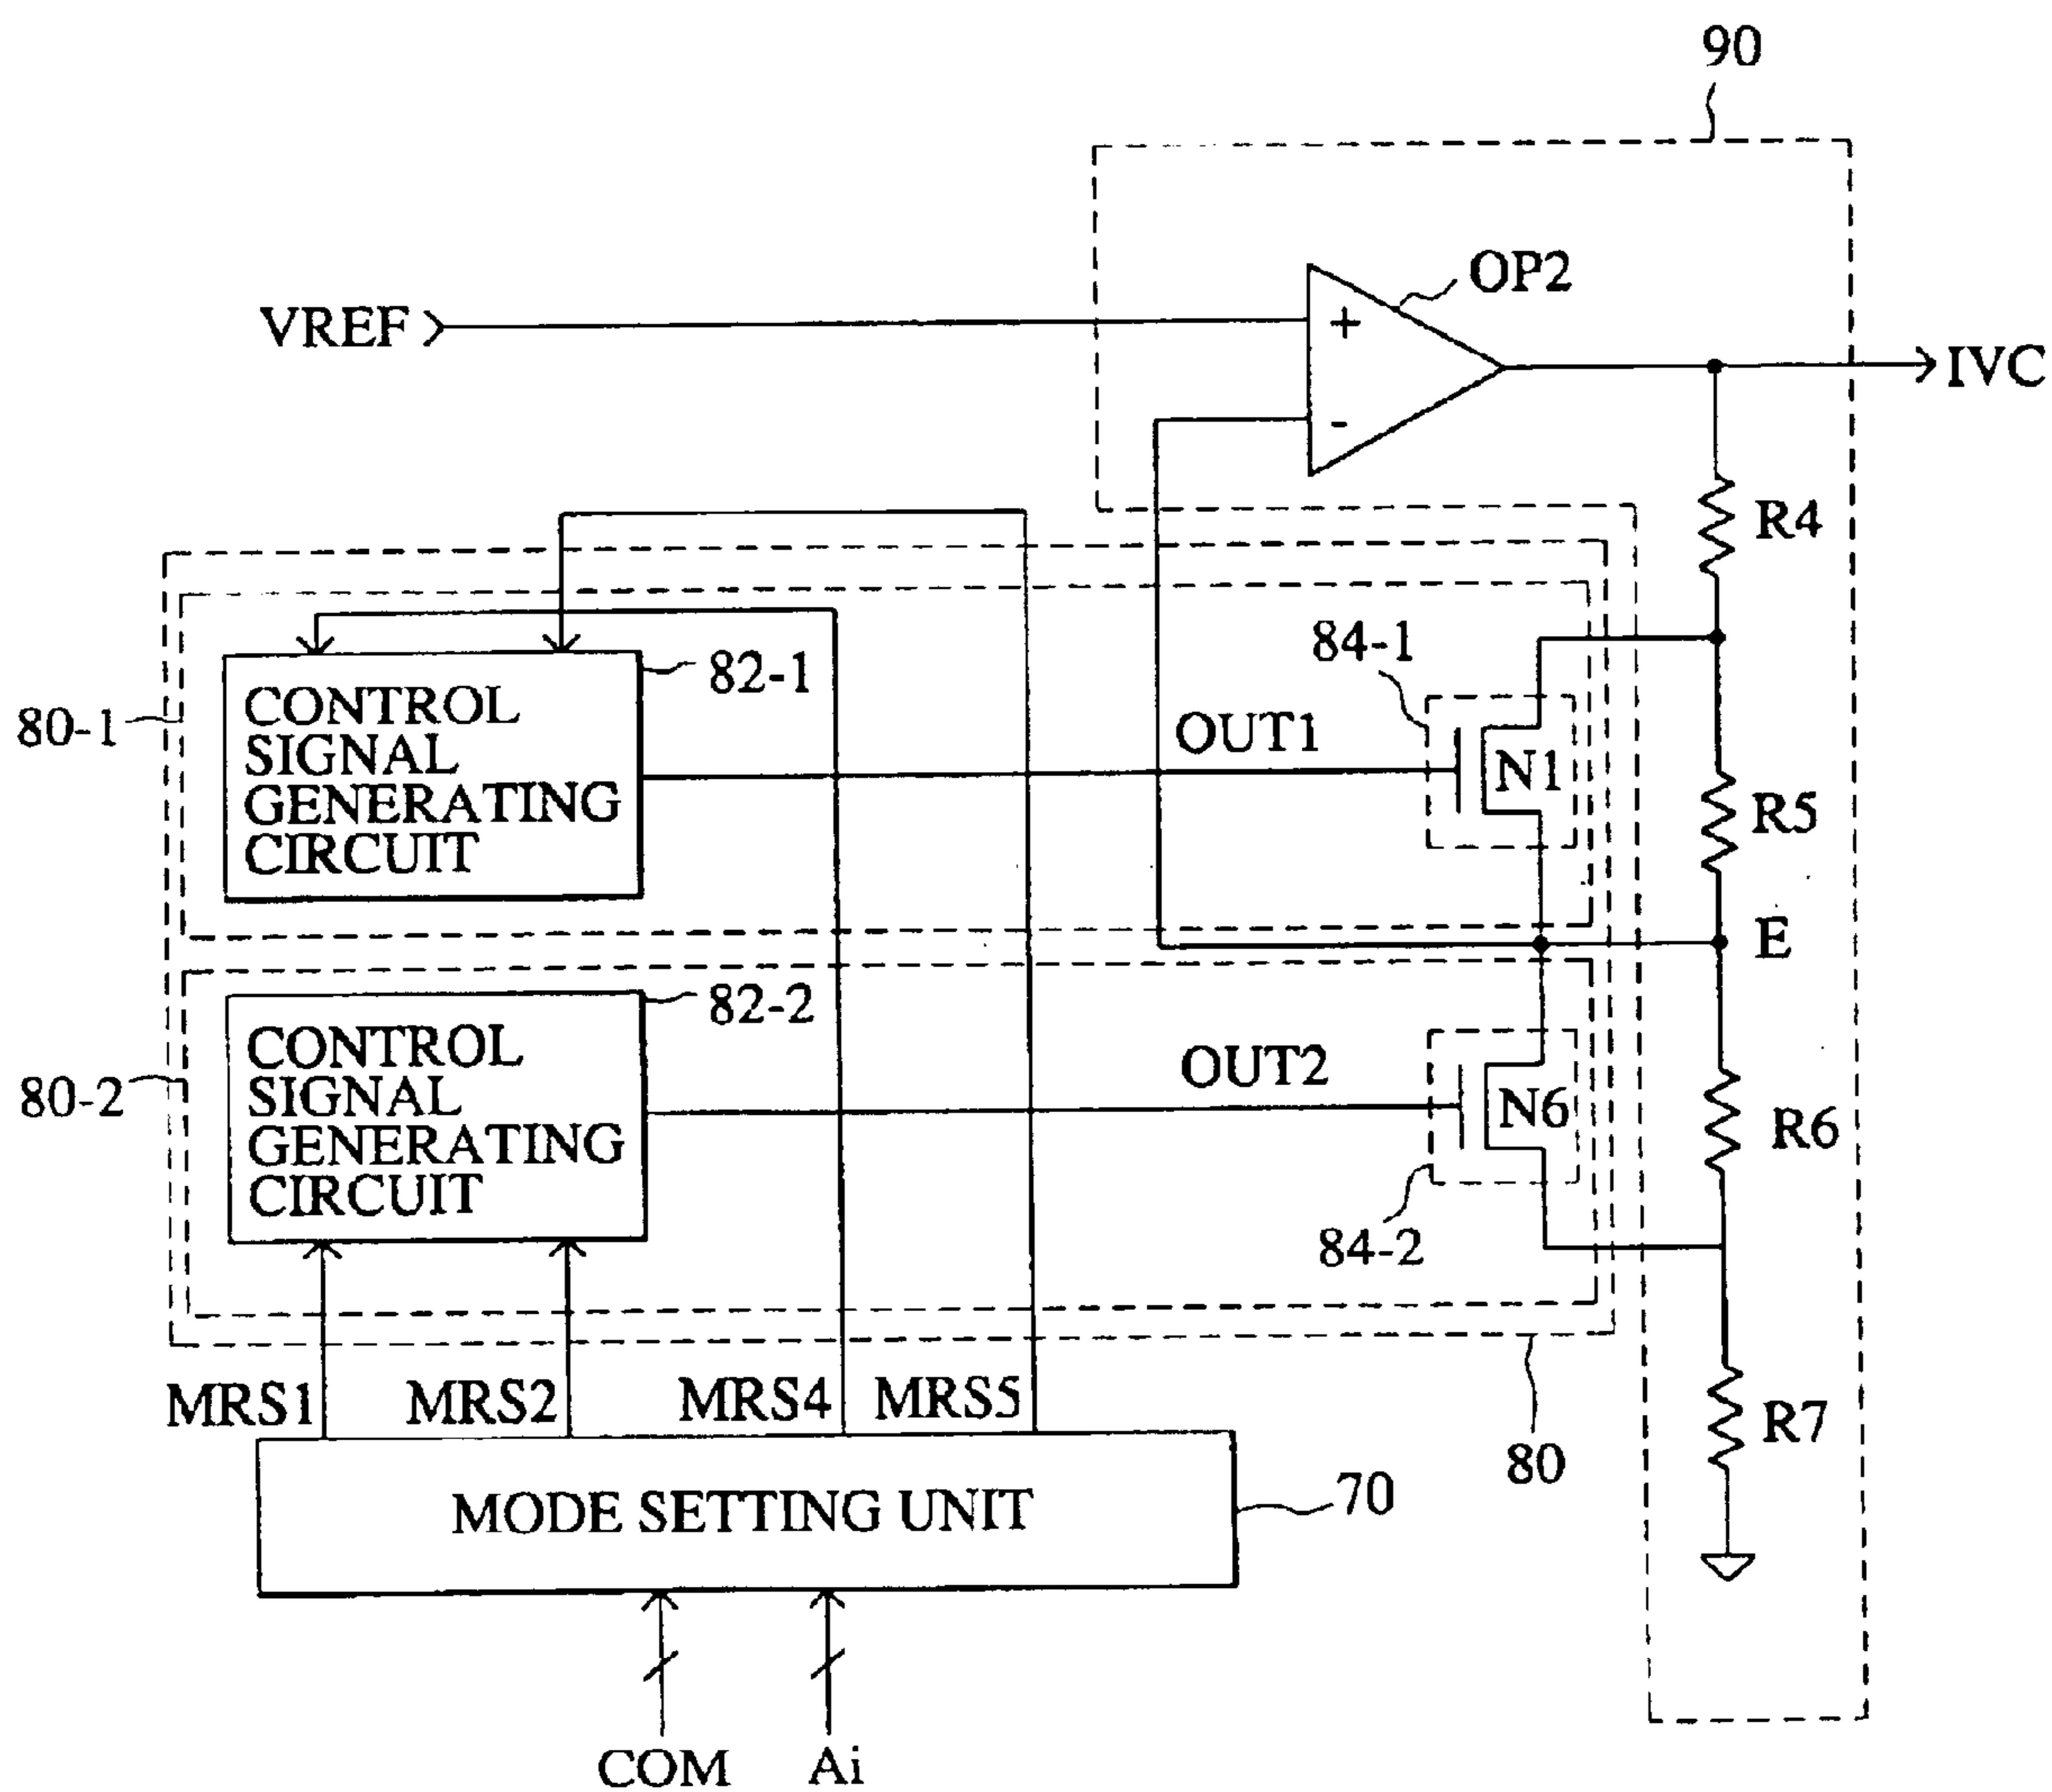 90
OP2
VREF
+
-
IVC
R4
84-1
82-1
CONTROL
SIGNAL
GENERATING
CIRCUIT
80-1
OUT1
N1
R5
E
82-2
CONTROL
SIGNAL
GENERATING
CIRCUIT
80-2
OUT2
N6
R6
84-2
MRS1
MRS2
MRS4
MRS5
80
R7
MODE SETTING UNIT
70
COM
Ai